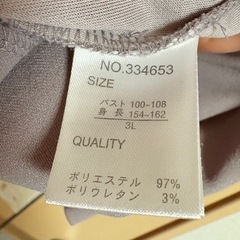 NO.334653
SIZE
バスト 100-108
身長 154-162
3L
QUALITY
ポリエステル 97%
ポリウレタン 3%